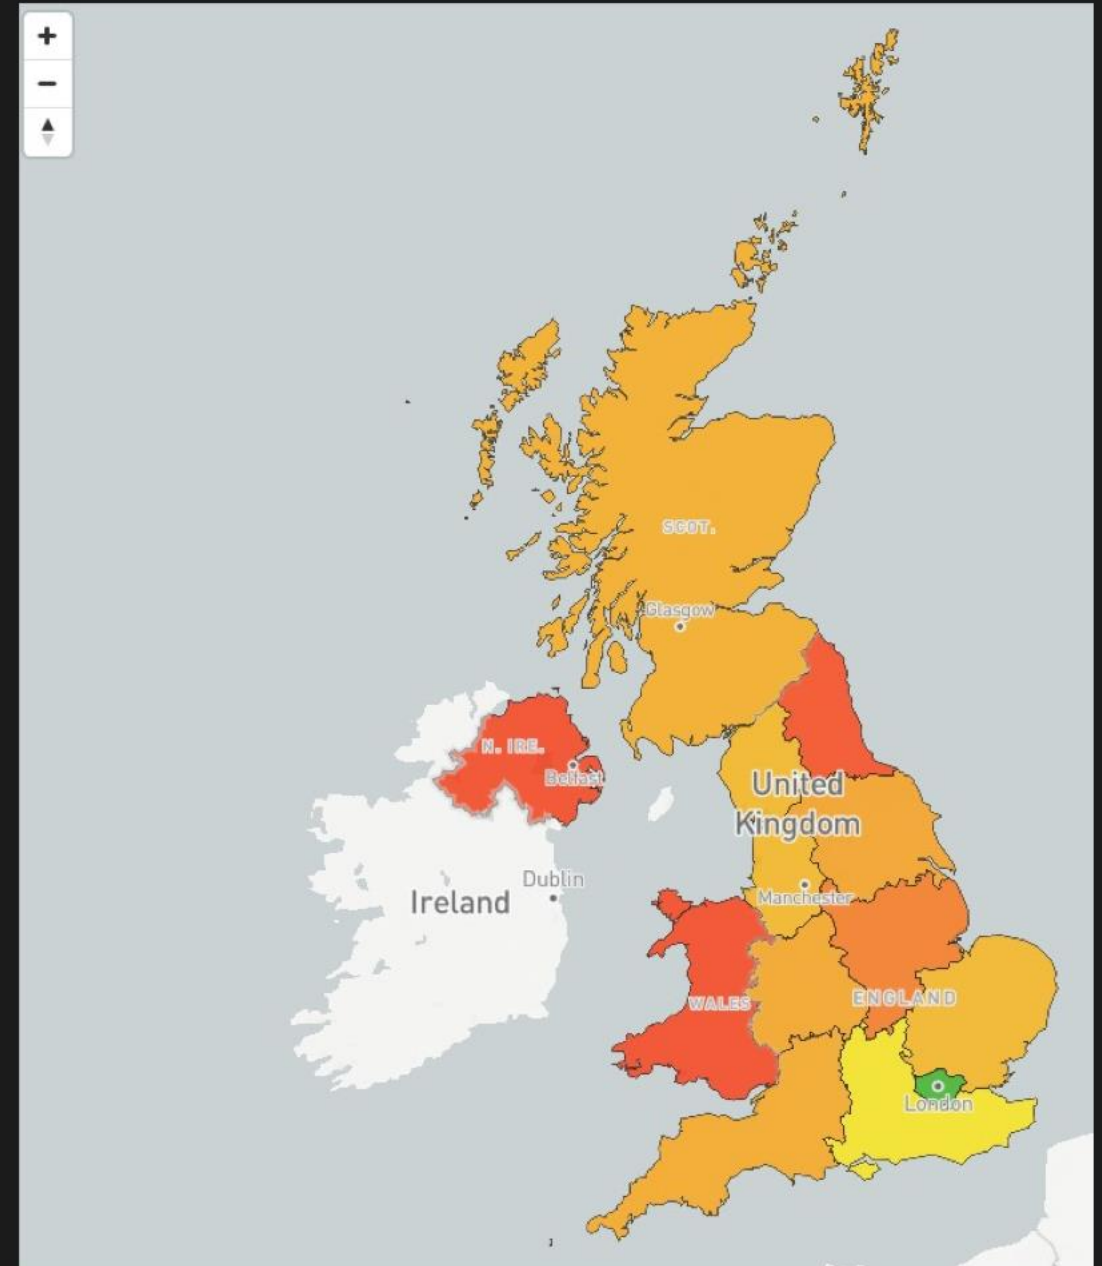 +
−
SCOT.
Glasgow
N. IRE.
Belfast
United
Kingdom
Dublin
Ireland
Manchester
WALES
ENGLAND
London